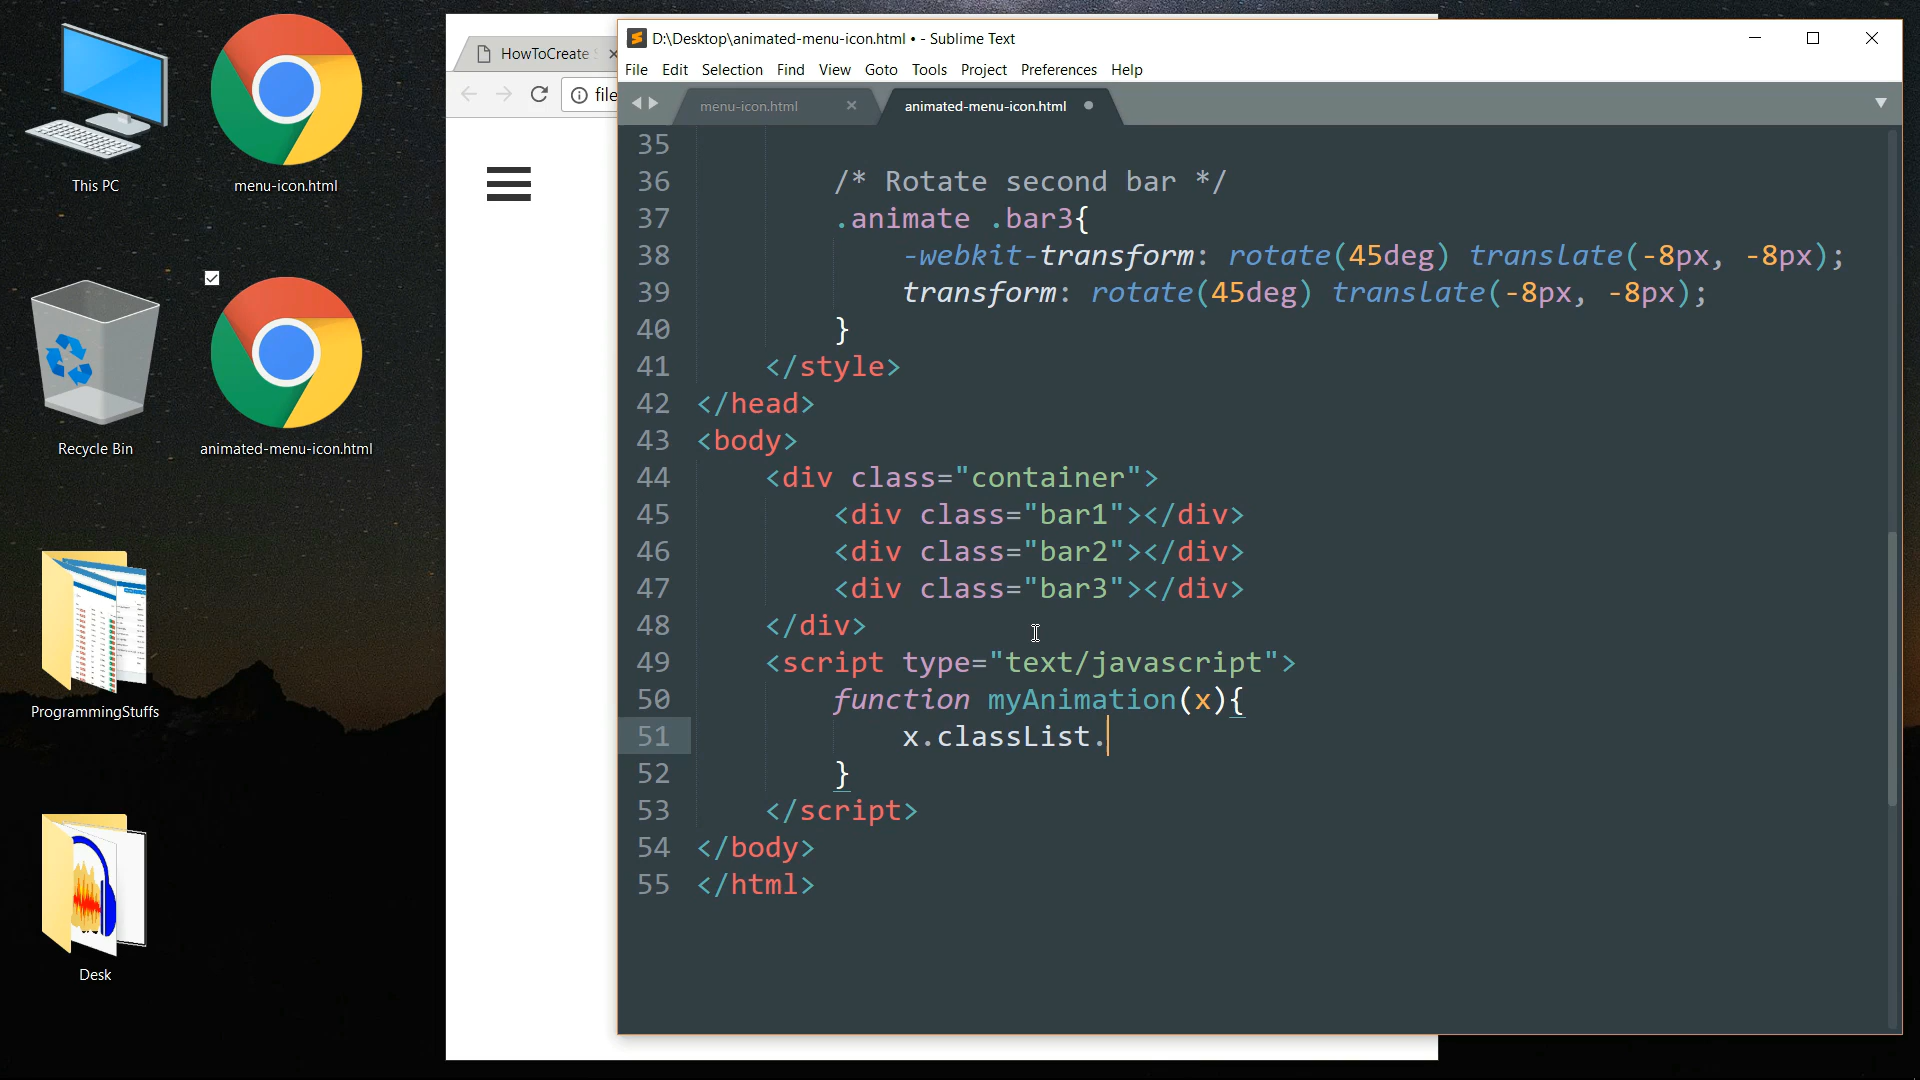 This PC
menu-icon.html
Recycle Bin
animated-menu-icon.html
ProgrammingStuffs
Desk
HowToCreate
file
D:\Desktop\animated-menu-icon.html • - Sublime Text
File Edit Selection Find View Goto Tools Project Preferences Help
menu-icon.html
animated-menu-icon.html
35
36 /* Rotate second bar */
37 .animate .bar3{
38 -webkit-transform: rotate(45deg) translate(-8px, -8px);
39 transform: rotate(45deg) translate(-8px, -8px);
40 }
41 </style>
42 </head>
43 <body>
44 <div class="container">
45 <div class="bar1"></div>
46 <div class="bar2"></div>
47 <div class="bar3"></div>
48 </div>
49 <script type="text/javascript">
50 function myAnimation(x){
51 x.classList.
52 }
53 </script>
54 </body>
55 </html>